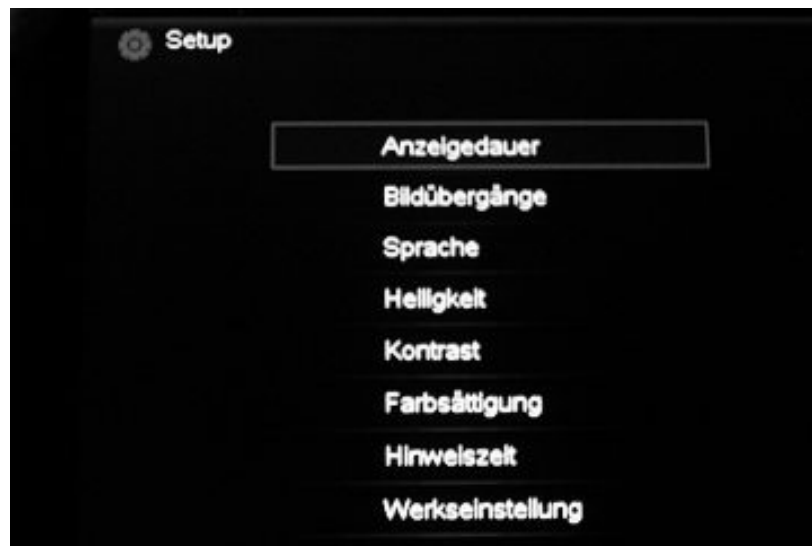 Setup
Anzeigedauer
Bildübergänge
Sprache
Helligkeit
Kontrast
Farbsättigung
Hinweiszeit
Werkseinstellung